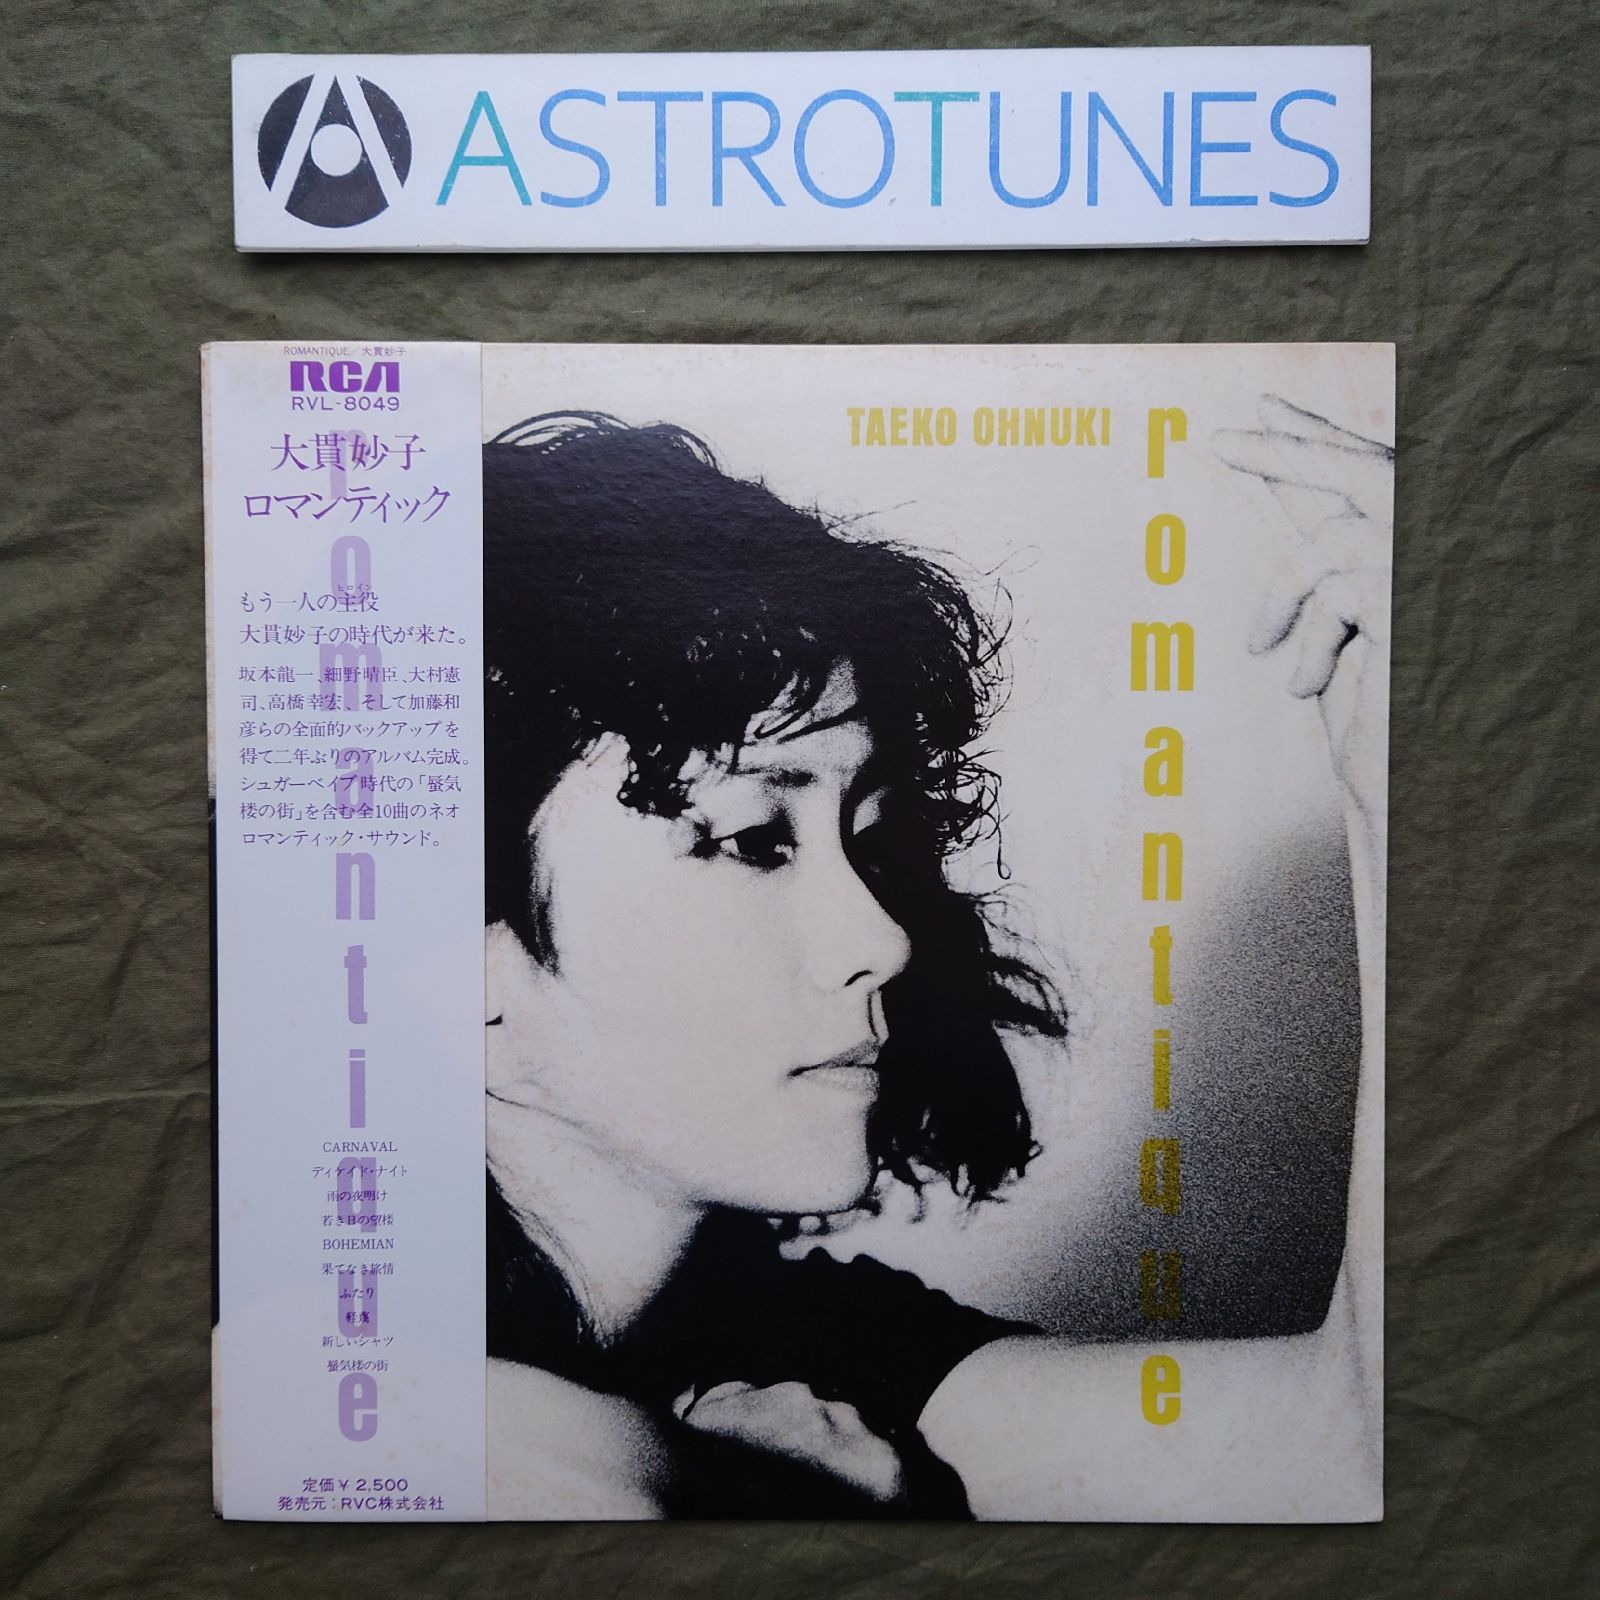 ASTROTUNES
ROMANTIQUE／大貫妙子
RCA
RVL-8049
大貫妙子
ロマンティック
romantique
ヒロイン
もう一人の主役
大貫妙子の時代が来た。
坂本龍一、細野晴臣、大村憲
司、高橋幸宏、そして加藤和
彦らの全面的バックアップを
得て二年ぶりのアルバム完成。
シュガーベイブ時代の「蜃気
楼の街」を含む全10曲のネオ
ロマンティック・サウンド。
CARNAVAL
ディケイド・ナイト
雨の夜明け
若き日の望楼
BOHEMIAN
果てなき旅情
ふたり
軽蔑
新しいシャツ
蜃気楼の街
定価￥2,500
発売元：RVC株式会社
TAEKO OHNUKI
romantique